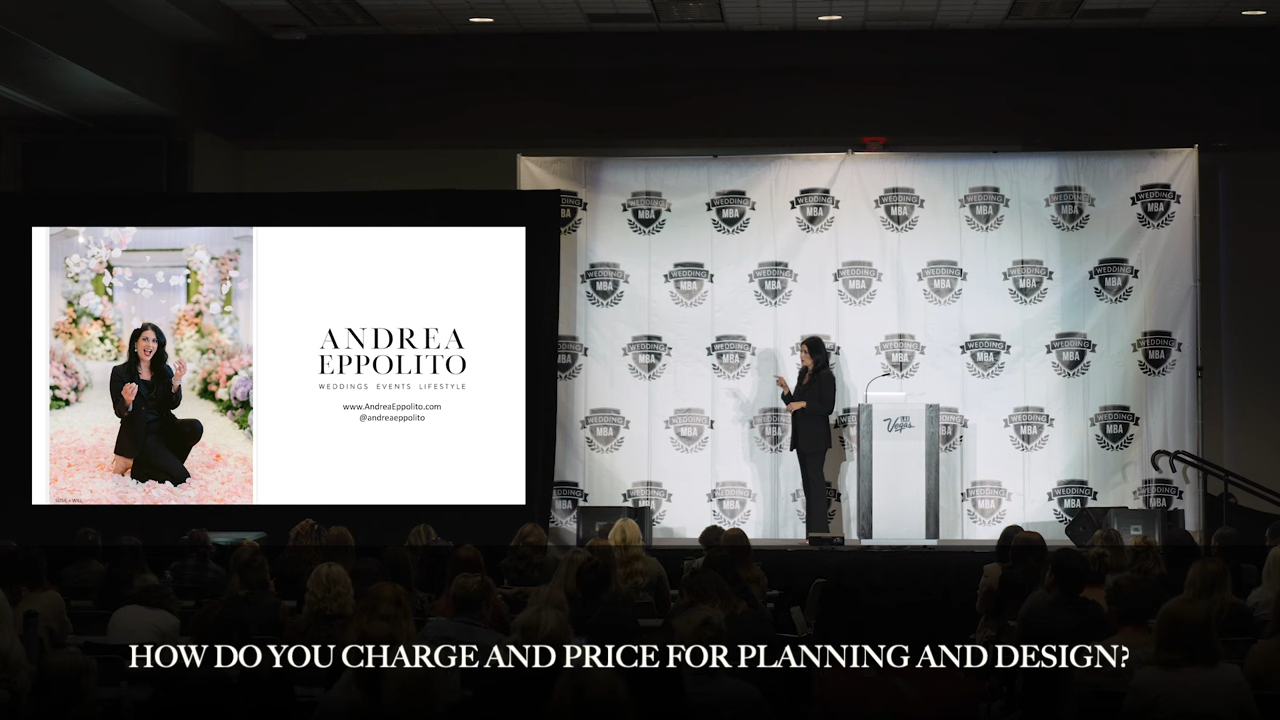 ANDREA
EPPOLITO
WEDDINGS EVENTS LIFESTYLE
www.AndreaEppolito.com
@andreaeppolito
WEDDING
MBA
LAS
Vegas
HOW DO YOU CHARGE AND PRICE FOR PLANNING AND DESIGN?